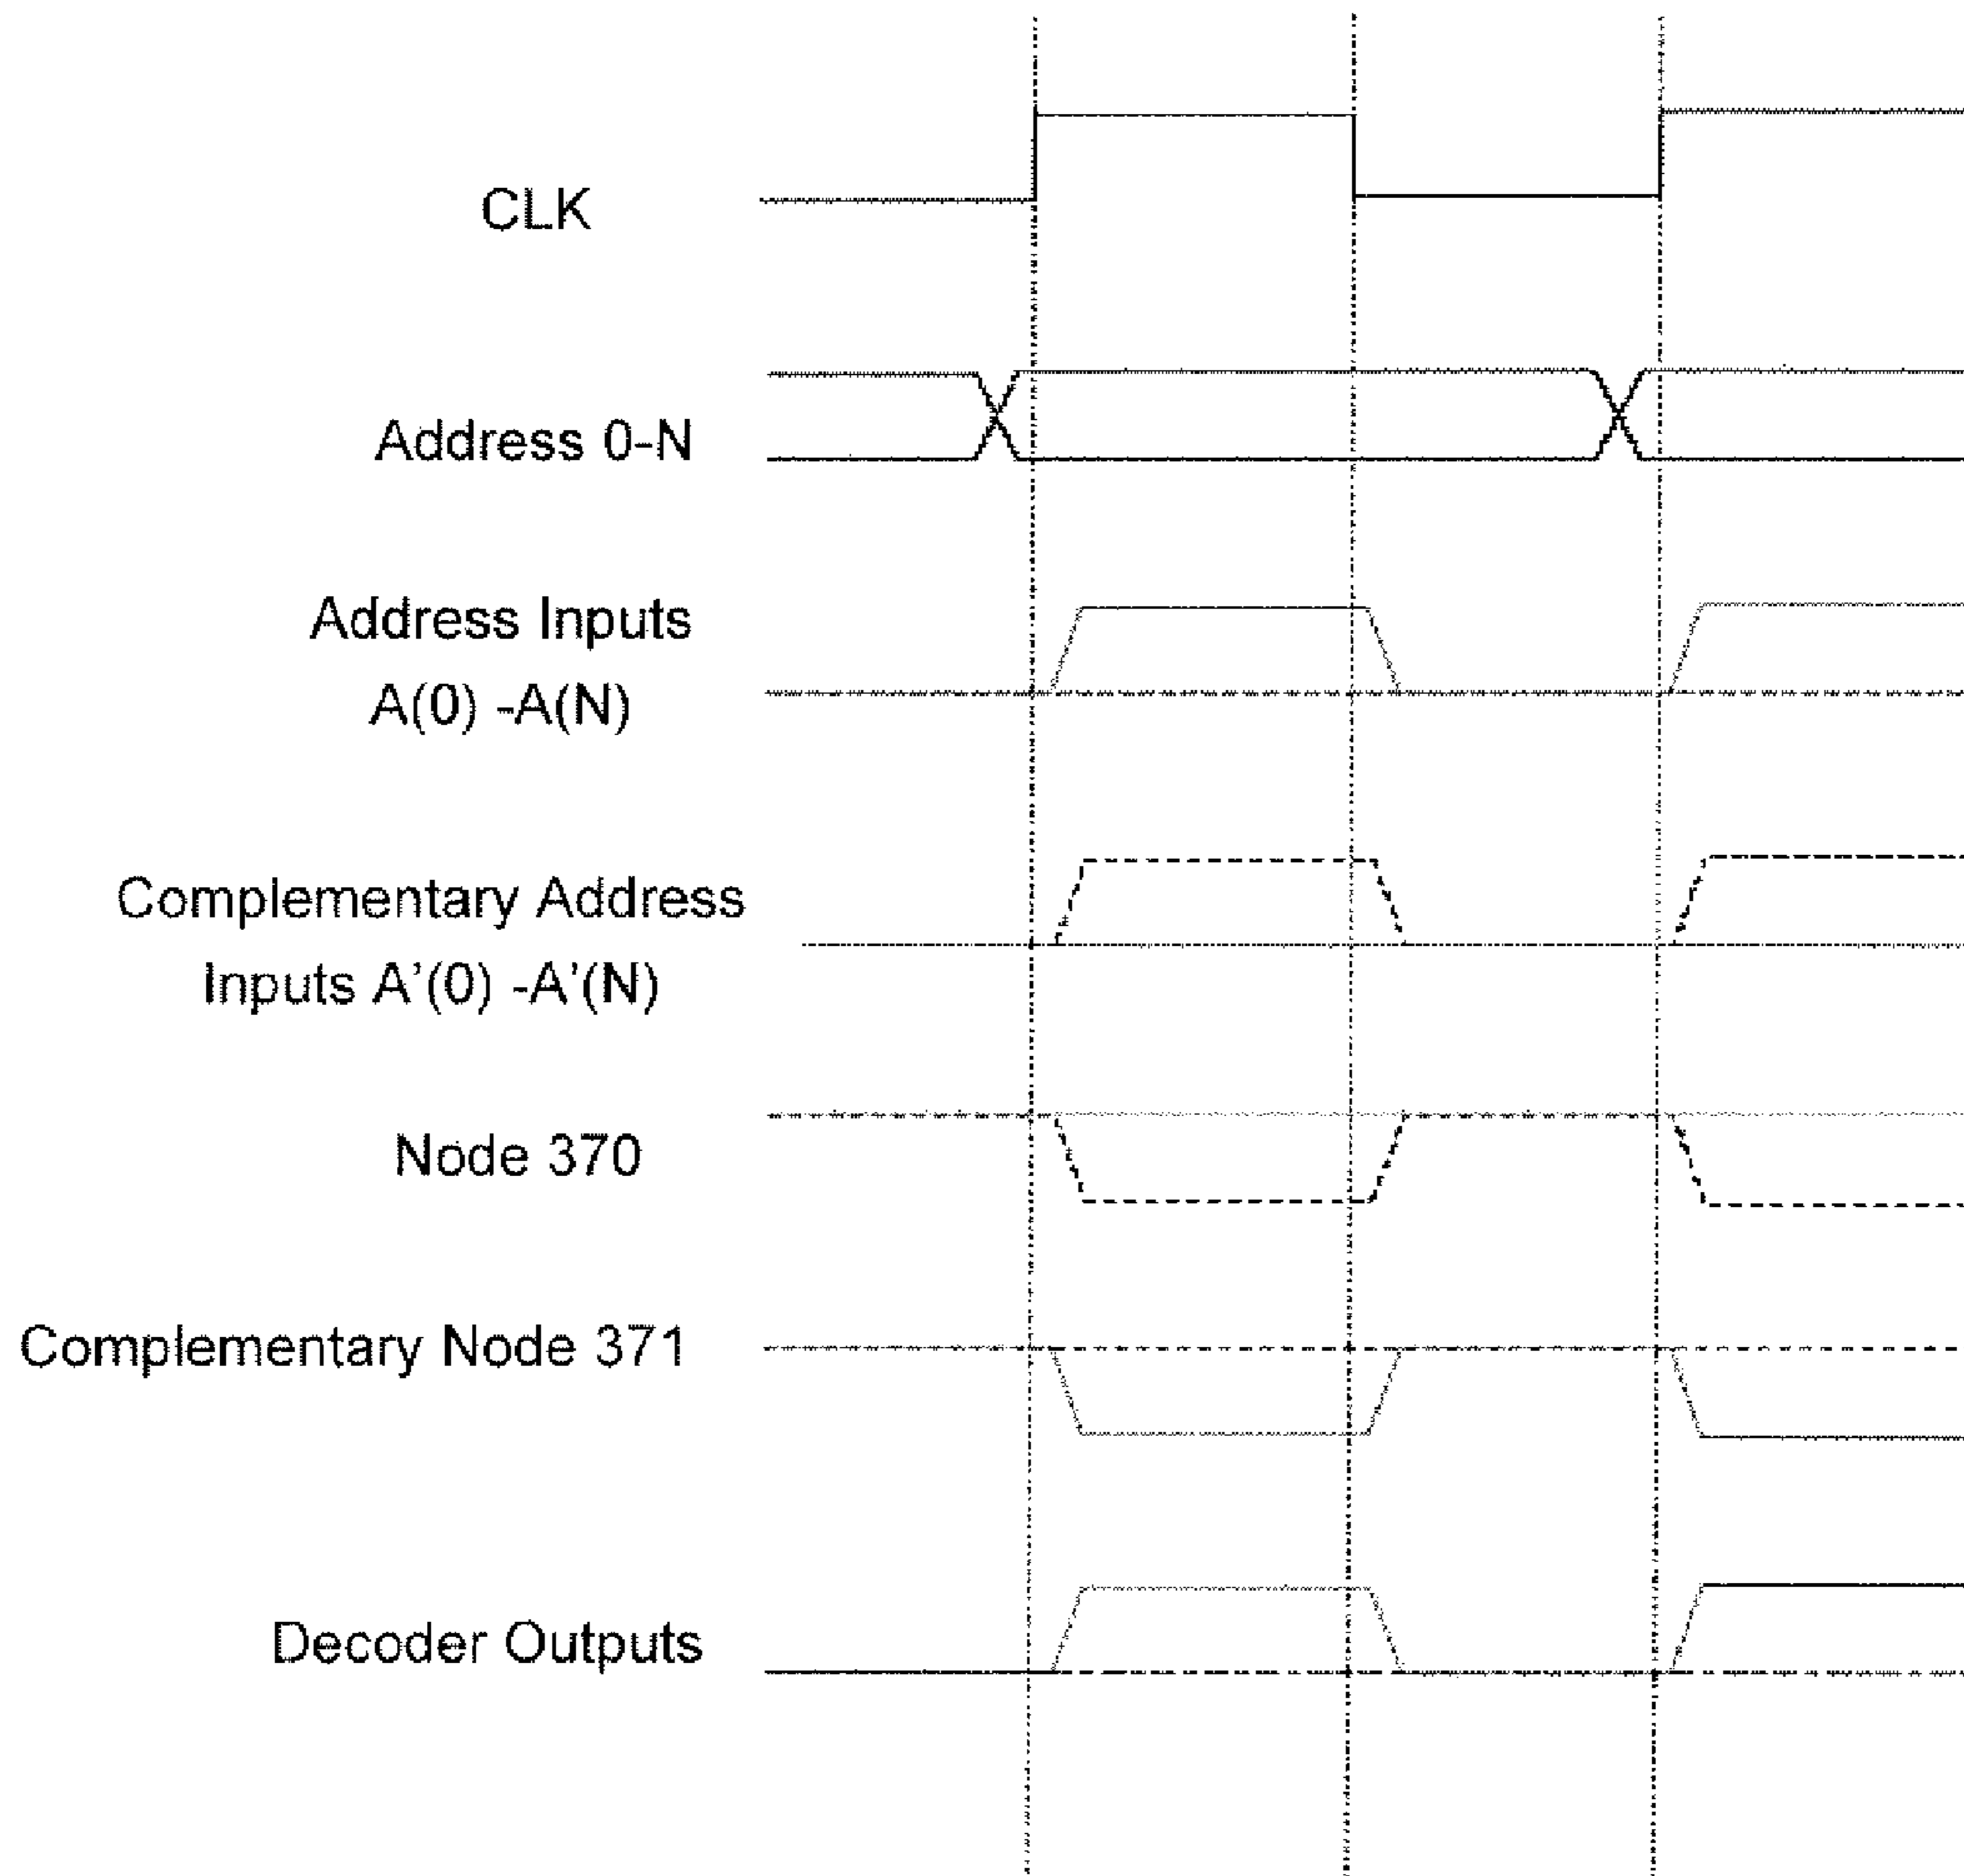 CLK
Address 0-N
Address Inputs
A(0) -A(N)
Complementary Address
Inputs A'(0) -A'(N)
Node 370
Complementary Node 371
Decoder Outputs